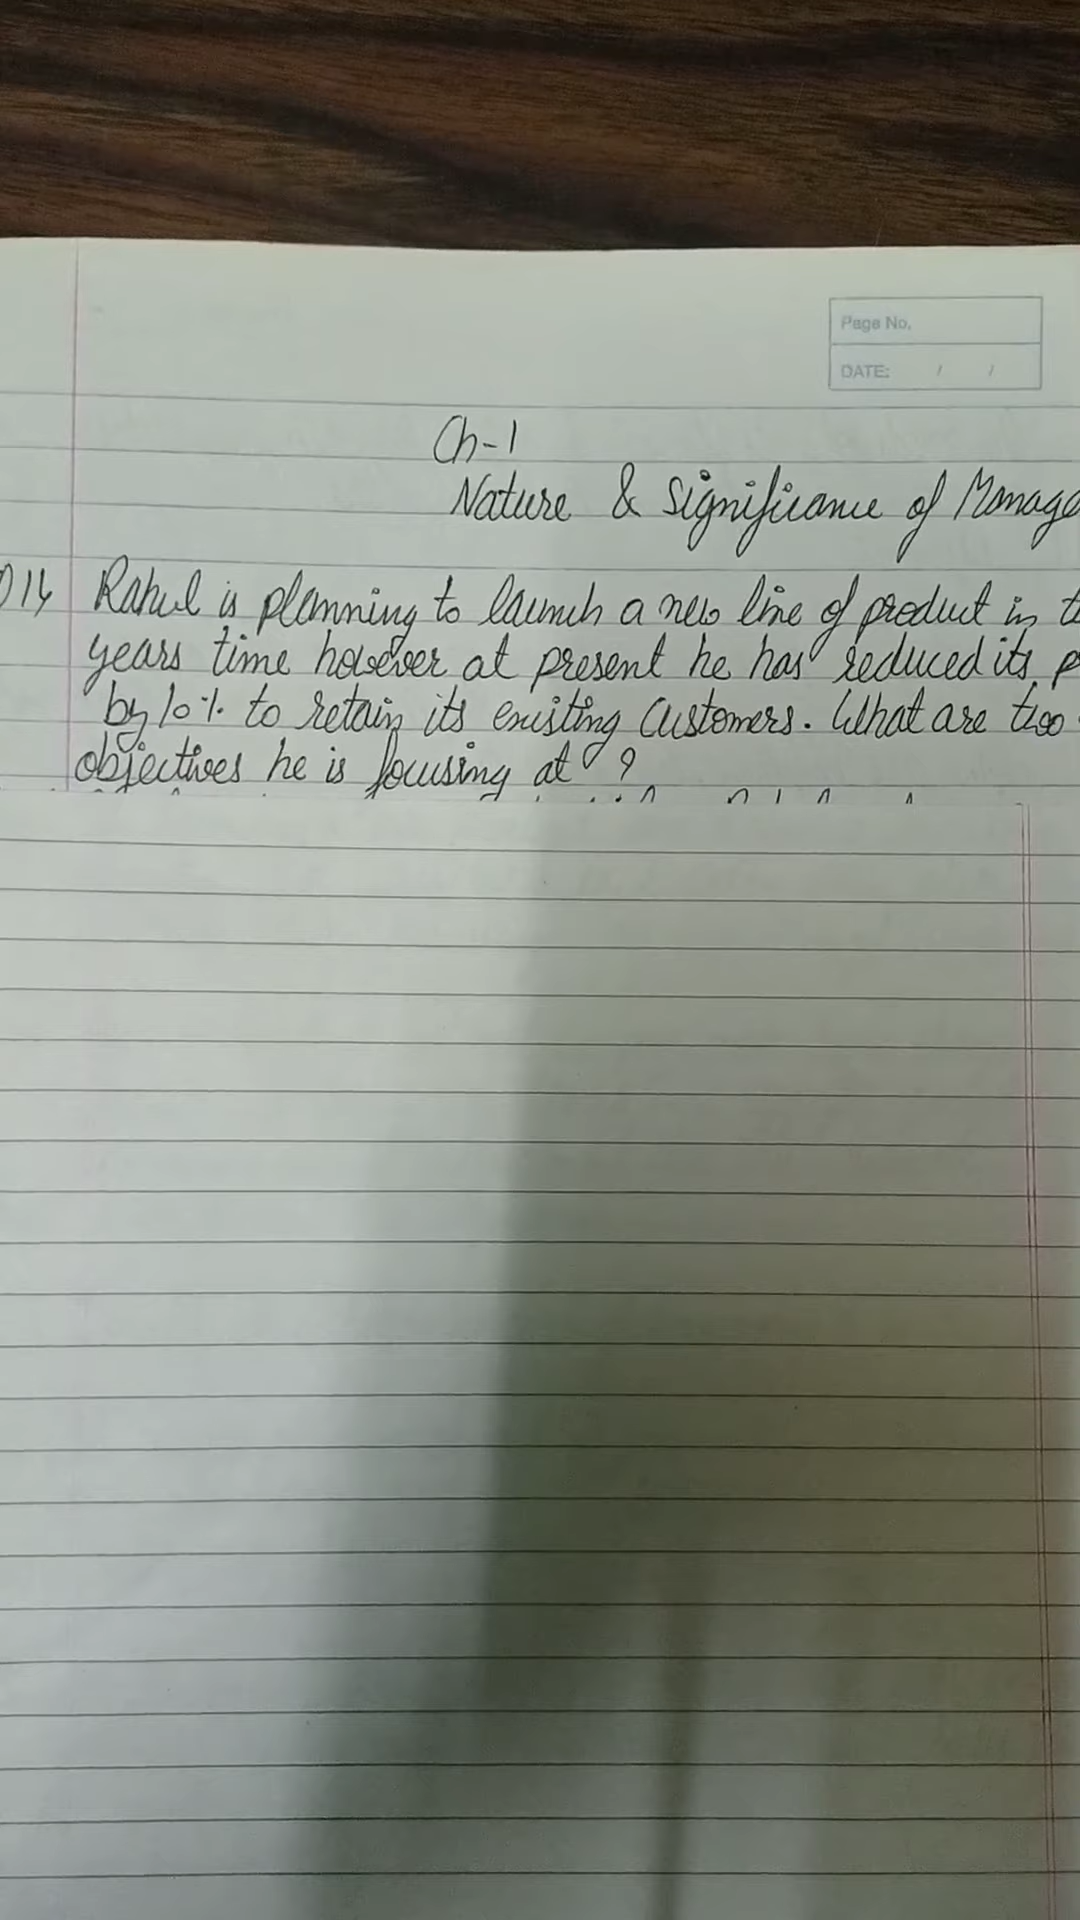 Page No.
DATE: / /
Ch-1
Nature & Significance of Manage
Rahul is planning to launch a new line of product in
years time however at present he has reduced its
by 10%. to retain its existing customers. What are two
objectives he is focusing at ?